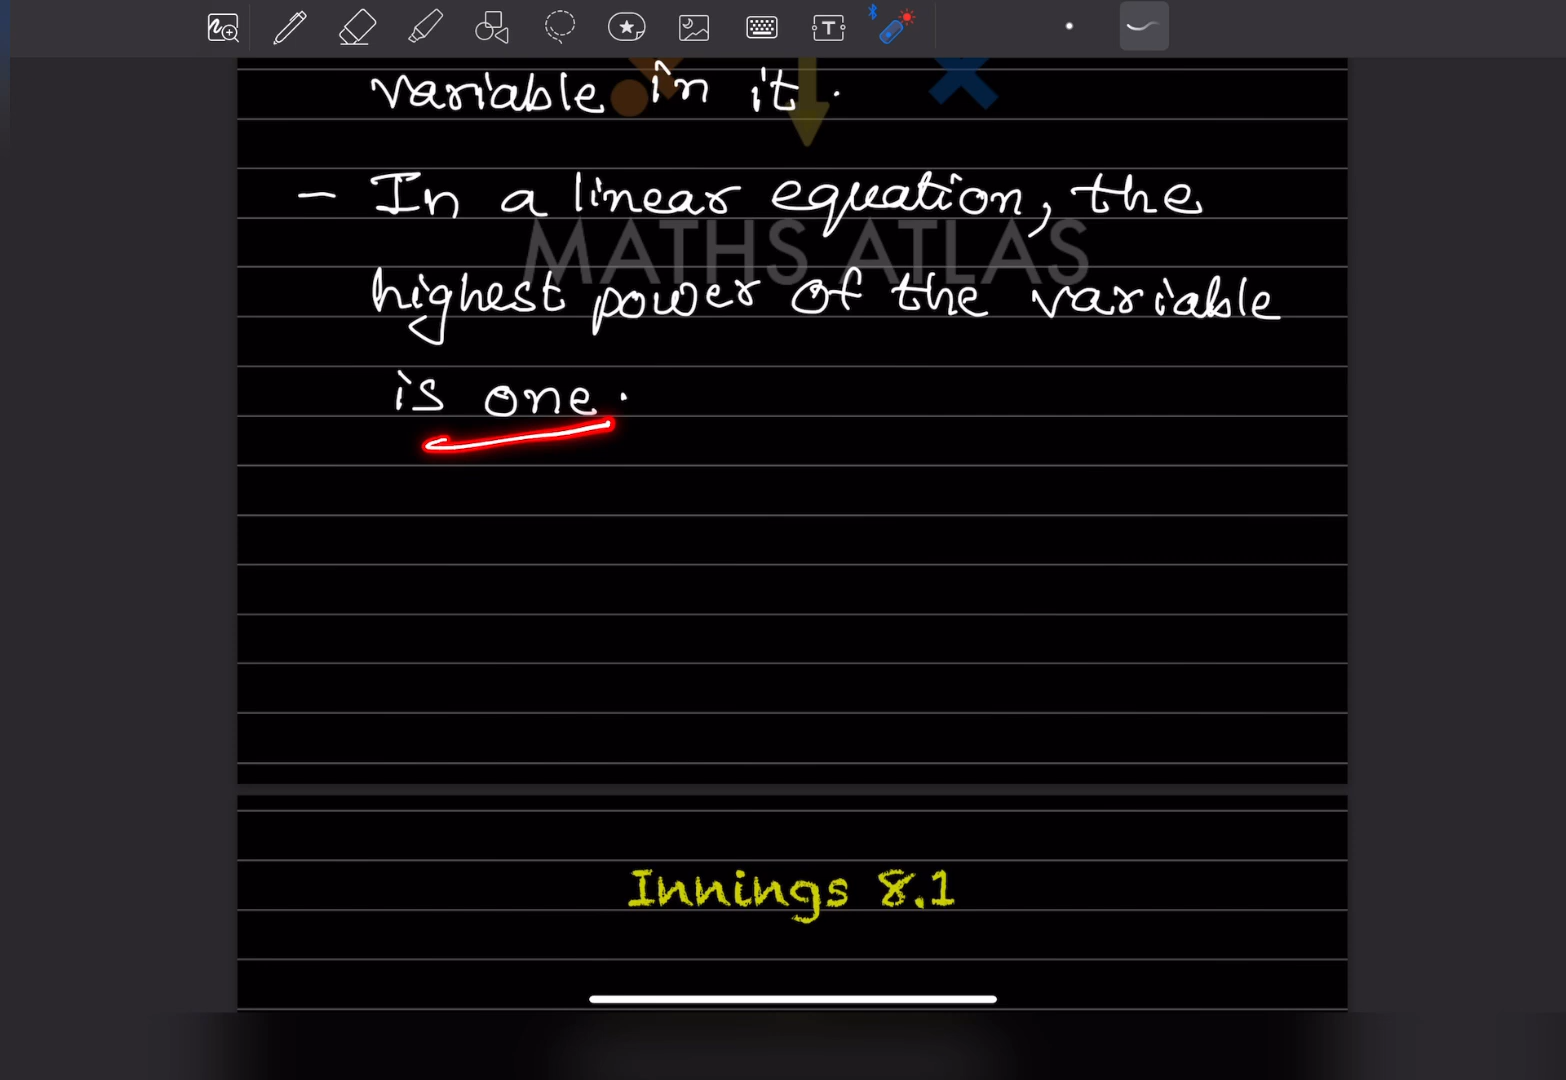 variable in it.
- In a linear equation, the
MATHS ATLAS
highest power of the variable
is one.
Innings 8.1